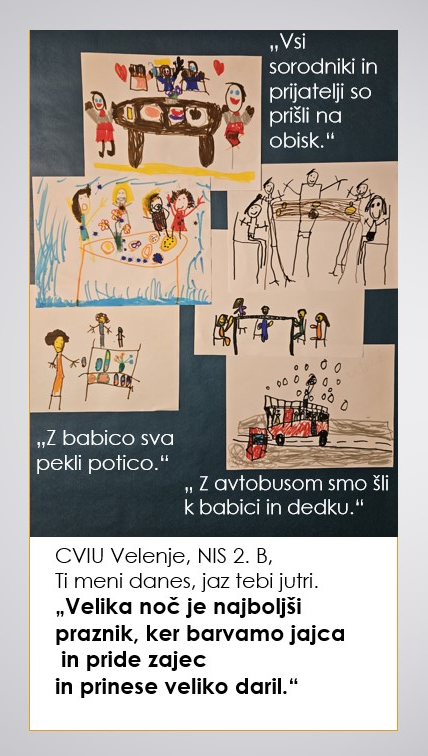 „Vsi
sorodniki in
prijatelji so
prišli na
obisk.“
„Z babico sva
pekli potico.“
„ Z avtobusom smo šli
k babici in dedku.“
CVIU Velenje, NIS 2. B,
Ti meni danes, jaz tebi jutri.
„Velika noč je najboljši
praznik, ker barvamo jajca
in pride zajec
in prinese veliko daril.“